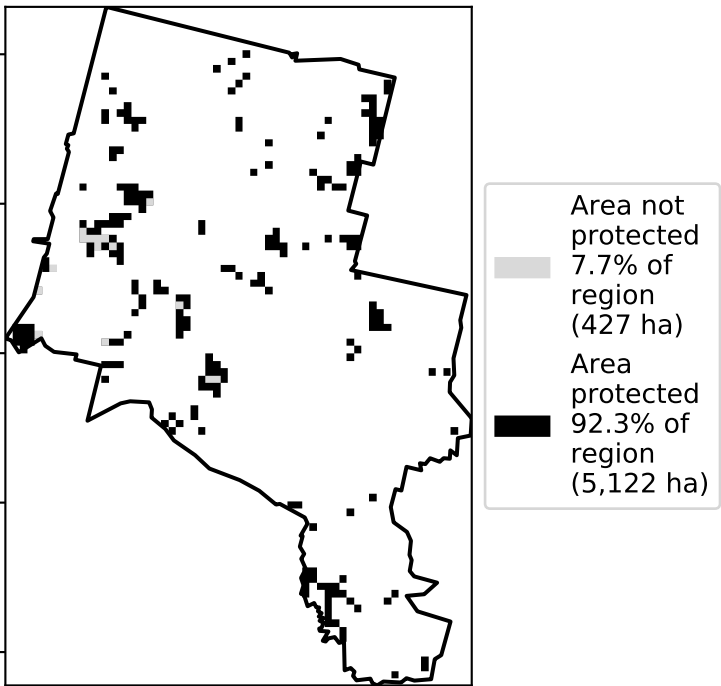 Area not
protected
7.7% of
region
(427 ha)
Area
protected
92.3% of
region
(5,122 ha)